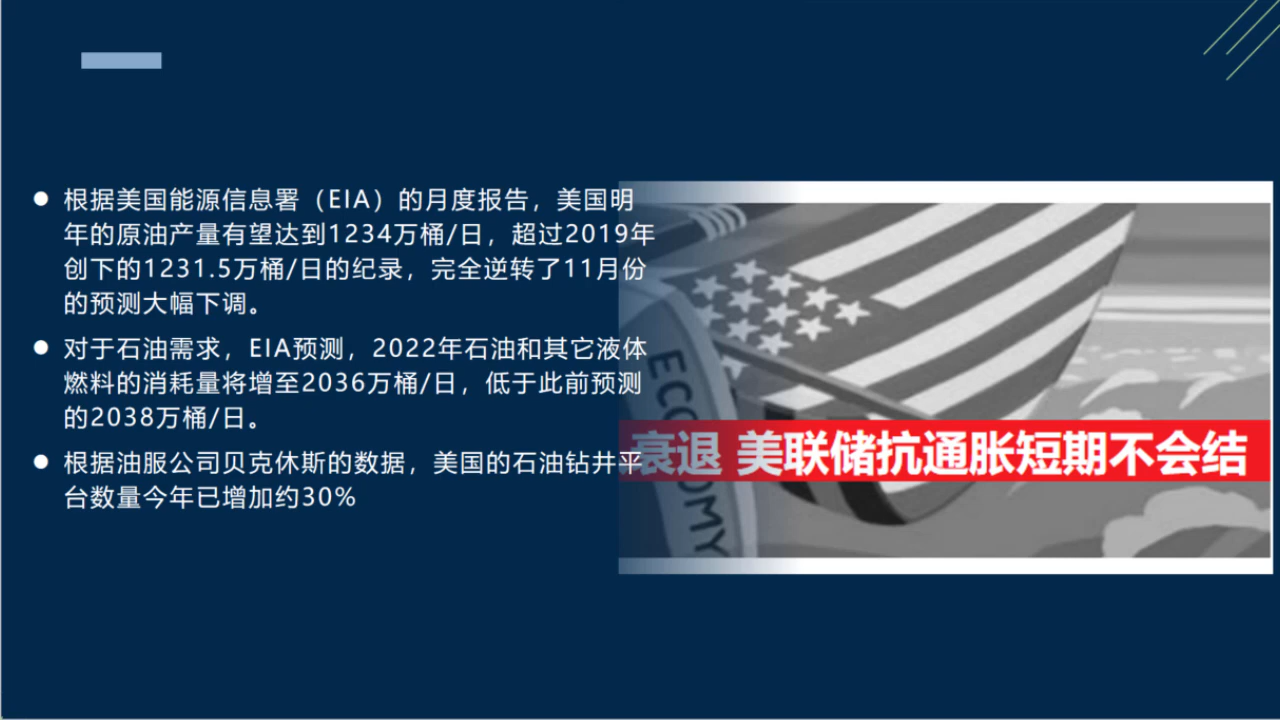 根据美国能源信息署（EIA）的月度报告，美国明
年的原油产量有望达到1234万桶/日，超过2019年
创下的1231.5万桶/日的纪录，完全逆转了11月份
的预测大幅下调。
对于石油需求，EIA预测，2022年石油和其它液体
燃料的消耗量将增至2036万桶/日，低于此前预测
的2038万桶/日。
根据油服公司贝克休斯的数据，美国的石油钻井平
台数量今年已增加约30%
ECONOMY
衰退 美联储抗通胀短期不会结